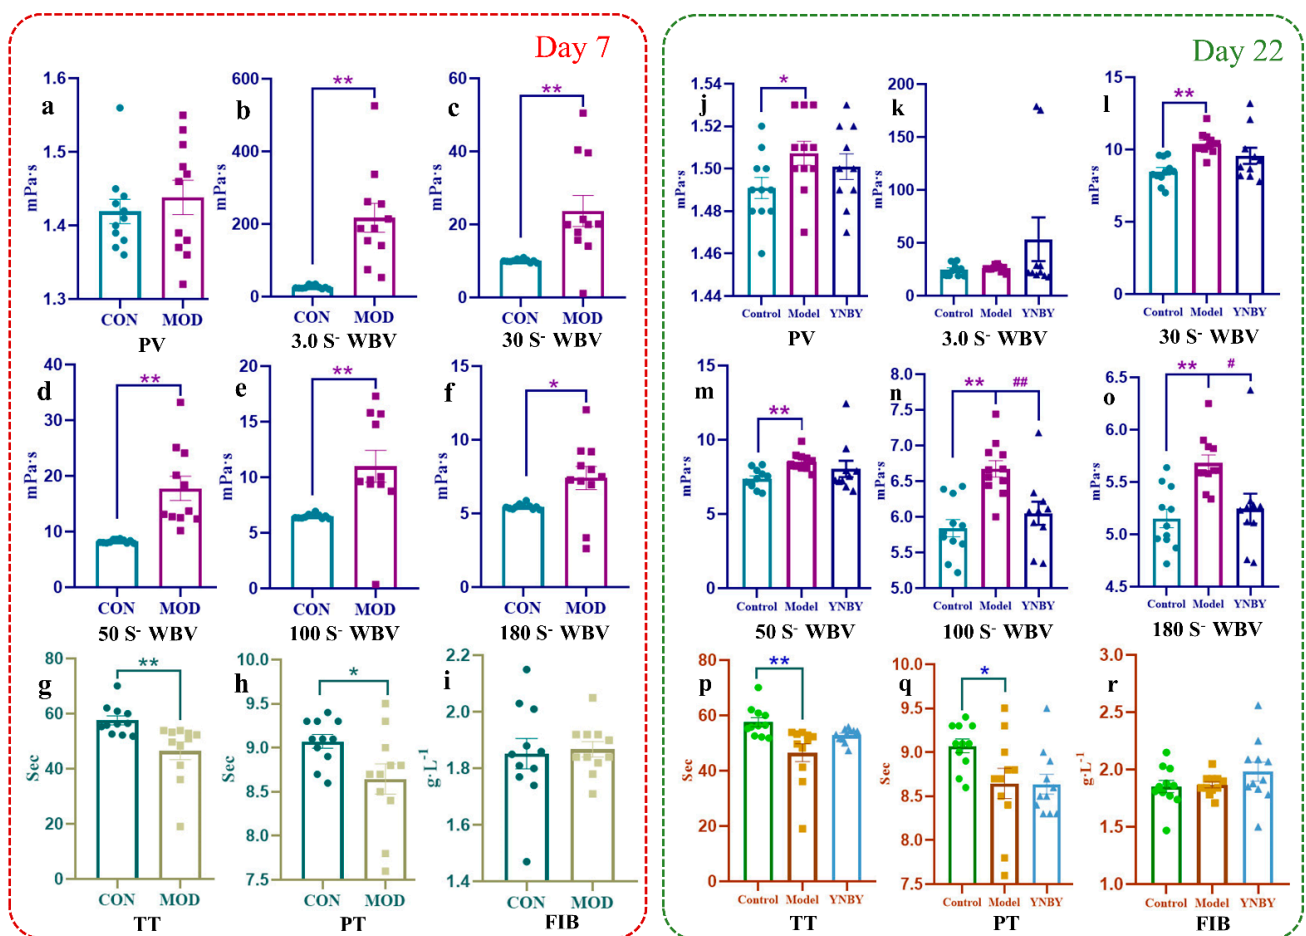 Day 7
a
1.6
1.5
1.4
1.3
mPa·s
CON MOD
PV
b
600
400
200
0
mPa·s
**
CON MOD
3.0 S- WBV
c
60
40
20
0
mPa·s
**
CON MOD
30 S- WBV
d
40
30
20
10
0
mPa·s
**
CON MOD
50 S- WBV
e
20
15
10
5
0
mPa·s
**
CON MOD
100 S- WBV
f
15
10
5
0
mPa·s
*
CON MOD
180 S- WBV
g
80
60
40
20
0
Sec
**
CON MOD
TT
h
10.0
9.5
9.0
8.5
8.0
7.5
Sec
*
CON MOD
PT
i
2.2
2.0
1.8
1.6
1.4
g·L-1
CON MOD
FIB
Day 22
j
1.54
1.52
1.50
1.48
1.46
1.44
mPa·s
*
Control Model YNBY
PV
k
200
150
100
50
0
mPa·s
Control Model YNBY
3.0 S- WBV
l
15
10
5
0
mPa·s
**
Control Model YNBY
30 S- WBV
m
15
10
5
0
mPa·s
**
Control Model YNBY
50 S- WBV
n
8.0
7.5
7.0
6.5
6.0
5.5
5.0
mPa·s
** ##
Control Model YNBY
100 S- WBV
o
6.5
6.0
5.5
5.0
4.5
mPa·s
** #
Control Model YNBY
180 S- WBV
p
80
60
40
20
0
Sec
**
Control Model YNBY
TT
q
10.0
9.5
9.0
8.5
8.0
7.5
Sec
*
Control Model YNBY
PT
r
3.0
2.5
2.0
1.5
1.0
g·L-1
Control Model YNBY
FIB